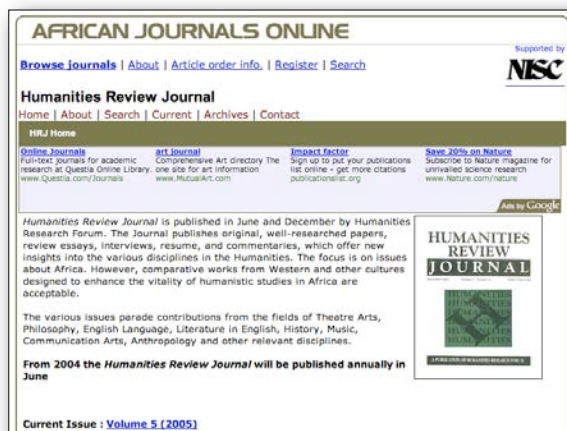 AFRICAN JOURNALS ONLINE
Supported by
NISC
Browse journals | About | Article order info. | Register | Search
Humanities Review Journal
Home | About | Search | Current | Archives | Contact
HRJ Home
Online Journals
Full-text journals for academic
research at Questia Online Library.
www.Questia.com/Journals
art journal
Comprehensive Art directory The
one site for art information
www.MutualArt.com
Impact factor
Sign up to put your publications
list online - get more citations
publicationslist.org
Save 20% on Nature
Subscribe to Nature magazine for
unrivalled science research
www.Nature.com/nature
Ads by Google
Humanities Review Journal is published in June and December by Humanities
Research Forum. The Journal publishes original, well-researched papers,
review essays, interviews, resume, and commentaries, which offer new
insights into the various disciplines in the Humanities. The focus is on issues
about Africa. However, comparative works from Western and other cultures
designed to enhance the vitality of humanistic studies in Africa are
acceptable.
The various issues parade contributions from the fields of Theatre Arts,
Philosophy, English Language, Literature in English, History, Music,
Communication Arts, Anthropology and other relevant disciplines.
From 2004 the Humanities Review Journal will be published annually in
June
HUMANITIES
REVIEW
JOURNAL
Current Issue : Volume 5 (2005)